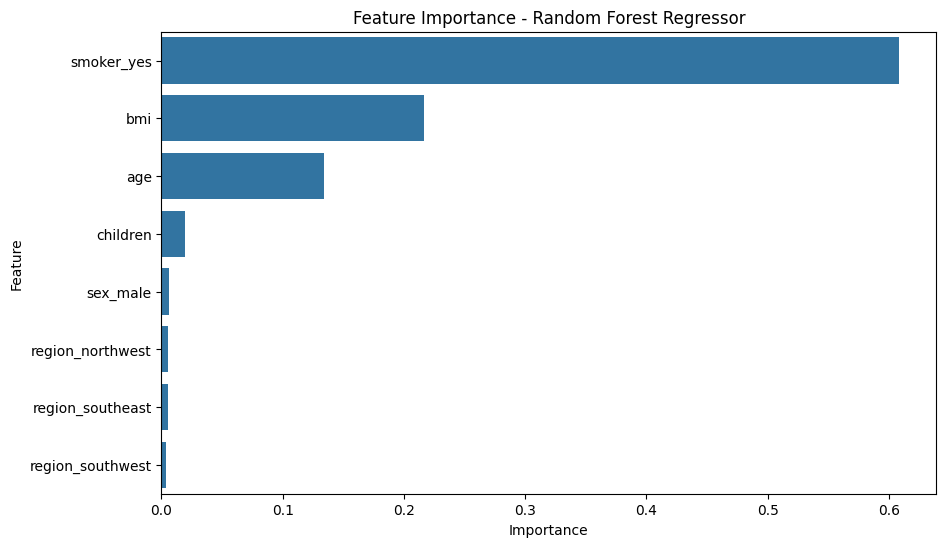 Feature Importance - Random Forest Regressor
smoker_yes
bmi
age
children
sex_male
region_northwest
region_southeast
region_southwest
Feature
0.0 0.1 0.2 0.3 0.4 0.5 0.6
Importance